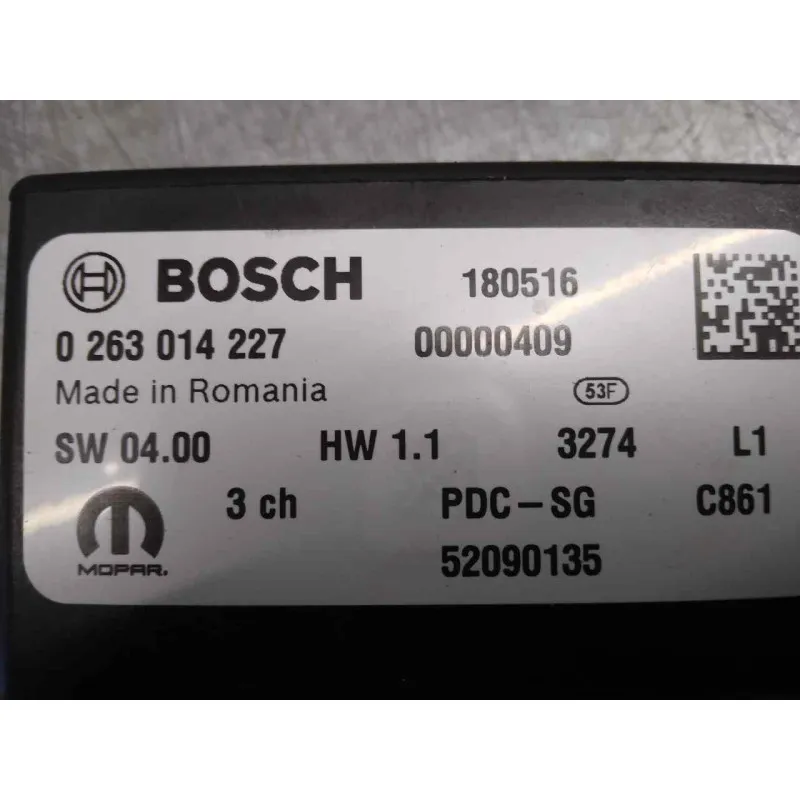 BOSCH 180516
0 263 014 227 00000409
Made in Romania 53F
SW 04.00 HW 1.1 3274 L1
3 ch PDC-SG C861
MOPAR. 52090135